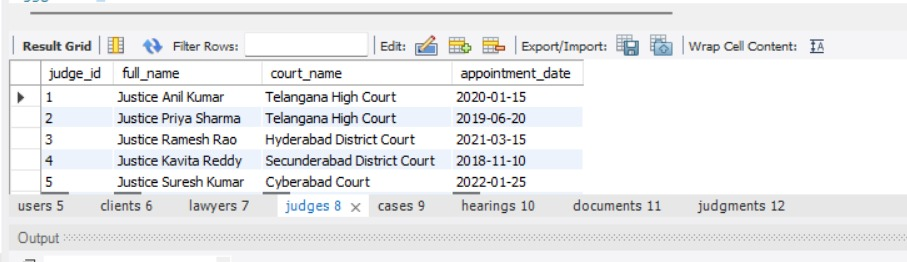 Result Grid Filter Rows: Edit: Export/Import: Wrap Cell Content: IA
judge_id full_name court_name appointment_date
1 Justice Anil Kumar Telangana High Court 2020-01-15
2 Justice Priya Sharma Telangana High Court 2019-06-20
3 Justice Ramesh Rao Hyderabad District Court 2021-03-15
4 Justice Kavita Reddy Secunderabad District Court 2018-11-10
5 Justice Suresh Kumar Cyberabad Court 2022-01-25
users 5 clients 6 lawyers 7 judges 8 × cases 9 hearings 10 documents 11 judgments 12
Output